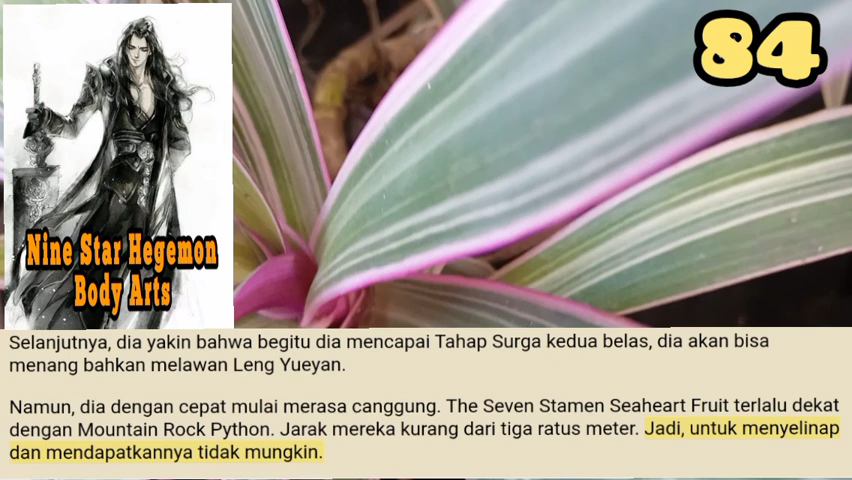 84
Nine Star Hegemon
Body Arts
Selanjutnya, dia yakin bahwa begitu dia mencapai Tahap Surga kedua belas, dia akan bisa
menang bahkan melawan Leng Yueyan.
Namun, dia dengan cepat mulai merasa canggung. The Seven Stamen Seaheart Fruit terlalu dekat
dengan Mountain Rock Python. Jarak mereka kurang dari tiga ratus meter. Jadi, untuk menyelinap
dan mendapatkannya tidak mungkin.